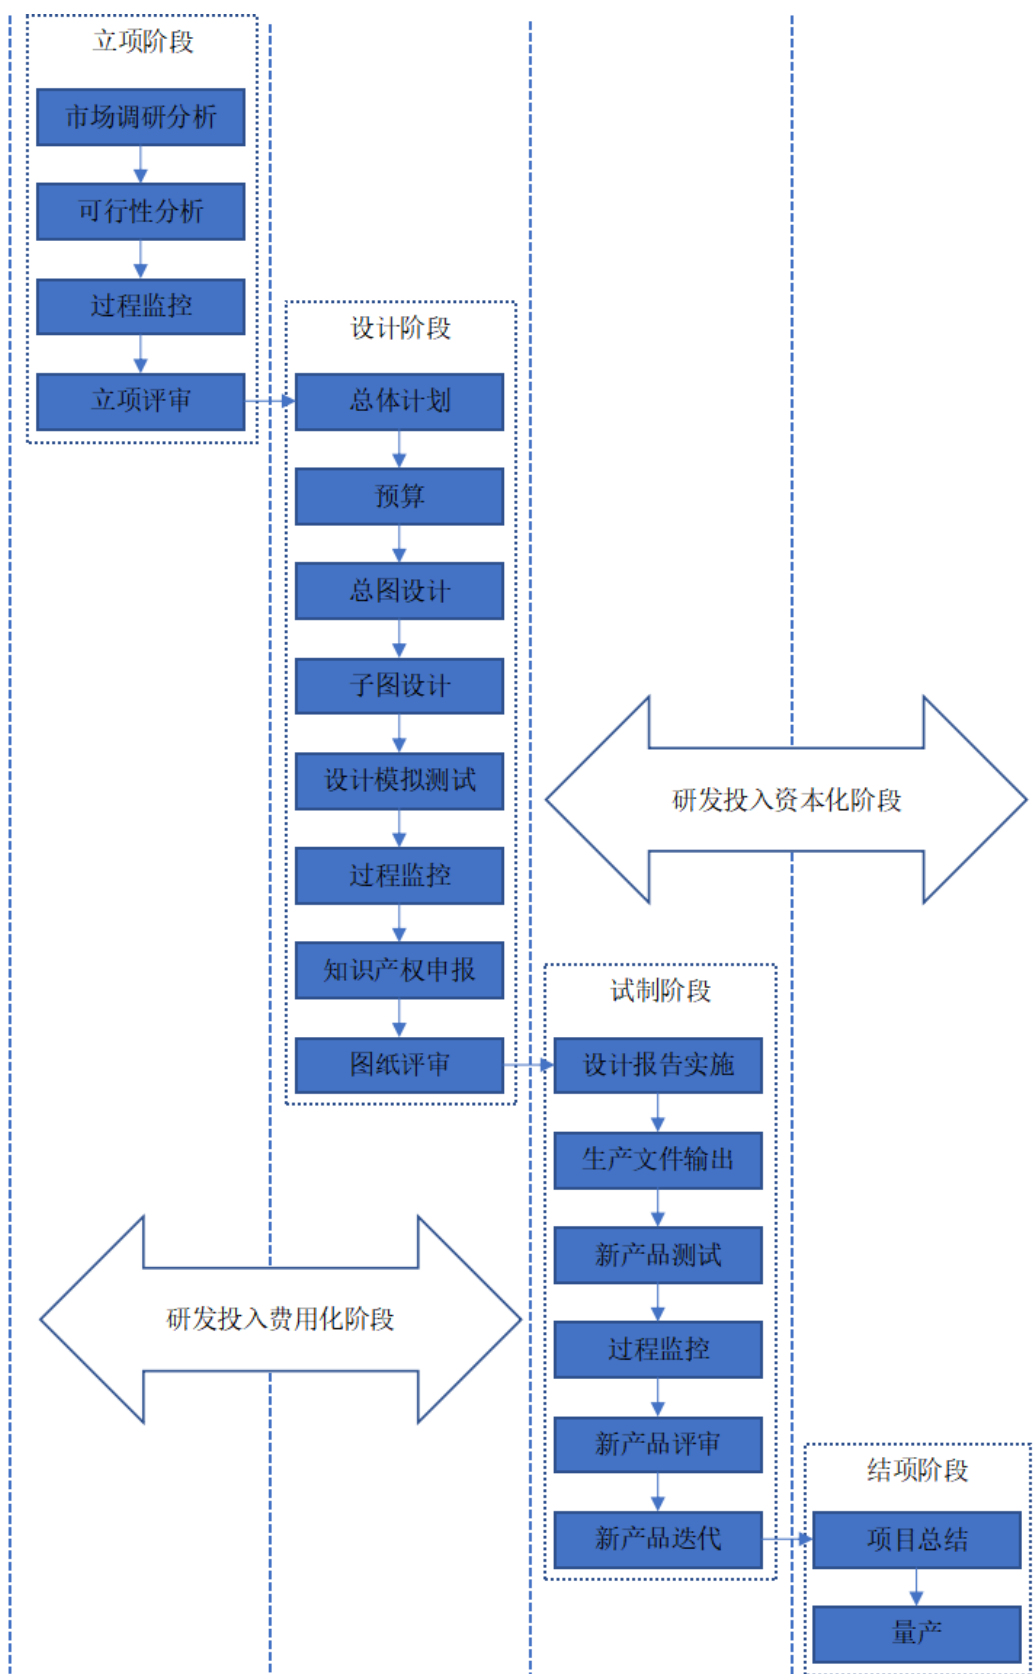 立项阶段
市场调研分析
可行性分析
过程监控
立项评审
设计阶段
总体计划
预算
总图设计
子图设计
设计模拟测试
过程监控
知识产权申报
图纸评审
研发投入资本化阶段
研发投入费用化阶段
试制阶段
设计报告实施
生产文件输出
新产品测试
过程监控
新产品评审
新产品迭代
结项阶段
项目总结
量产